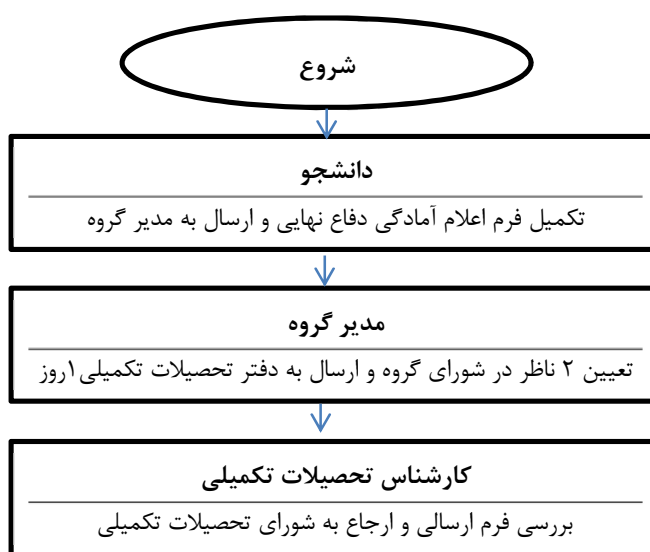 شروع
دانشجو
تکمیل فرم اعلام آمادگی دفاع نهایی و ارسال به مدیر گروه
مدیر گروه
تعیین ۲ ناظر در شورای گروه و ارسال به دفتر تحصیلات تکمیلی۱روز
کارشناس تحصیلات تکمیلی
بررسی فرم ارسالی و ارجاع به شورای تحصیلات تکمیلی